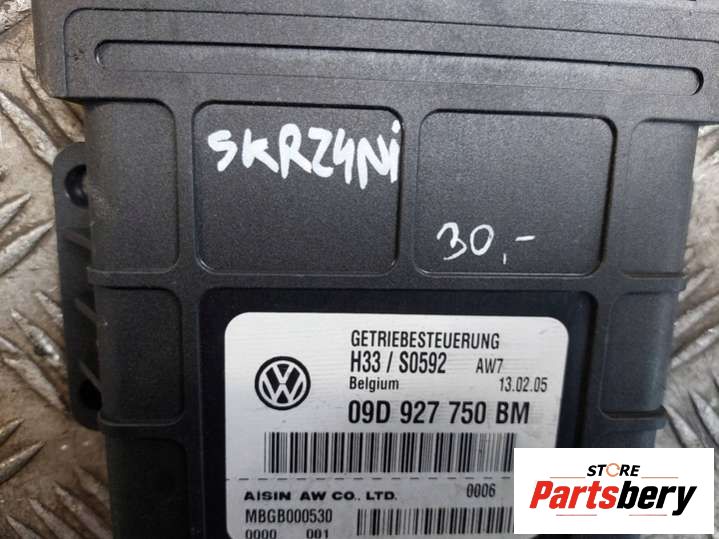 SKRZYNI
30,-
GETRIEBESTEUERUNG
H33 / S0592 AW7
Belgium 13.02.05
09D 927 750 BM
AISIN AW CO., LTD. 0006
MBGB000530
0000 001
STORE
Partsbery